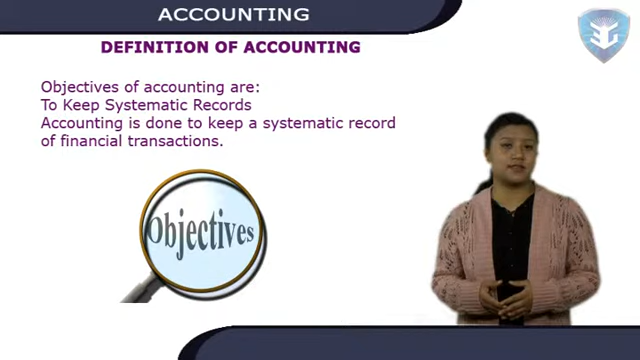 ACCOUNTING
DEFINITION OF ACCOUNTING
Objectives of accounting are:
To Keep Systematic Records
Accounting is done to keep a systematic record
of financial transactions.
Objectives